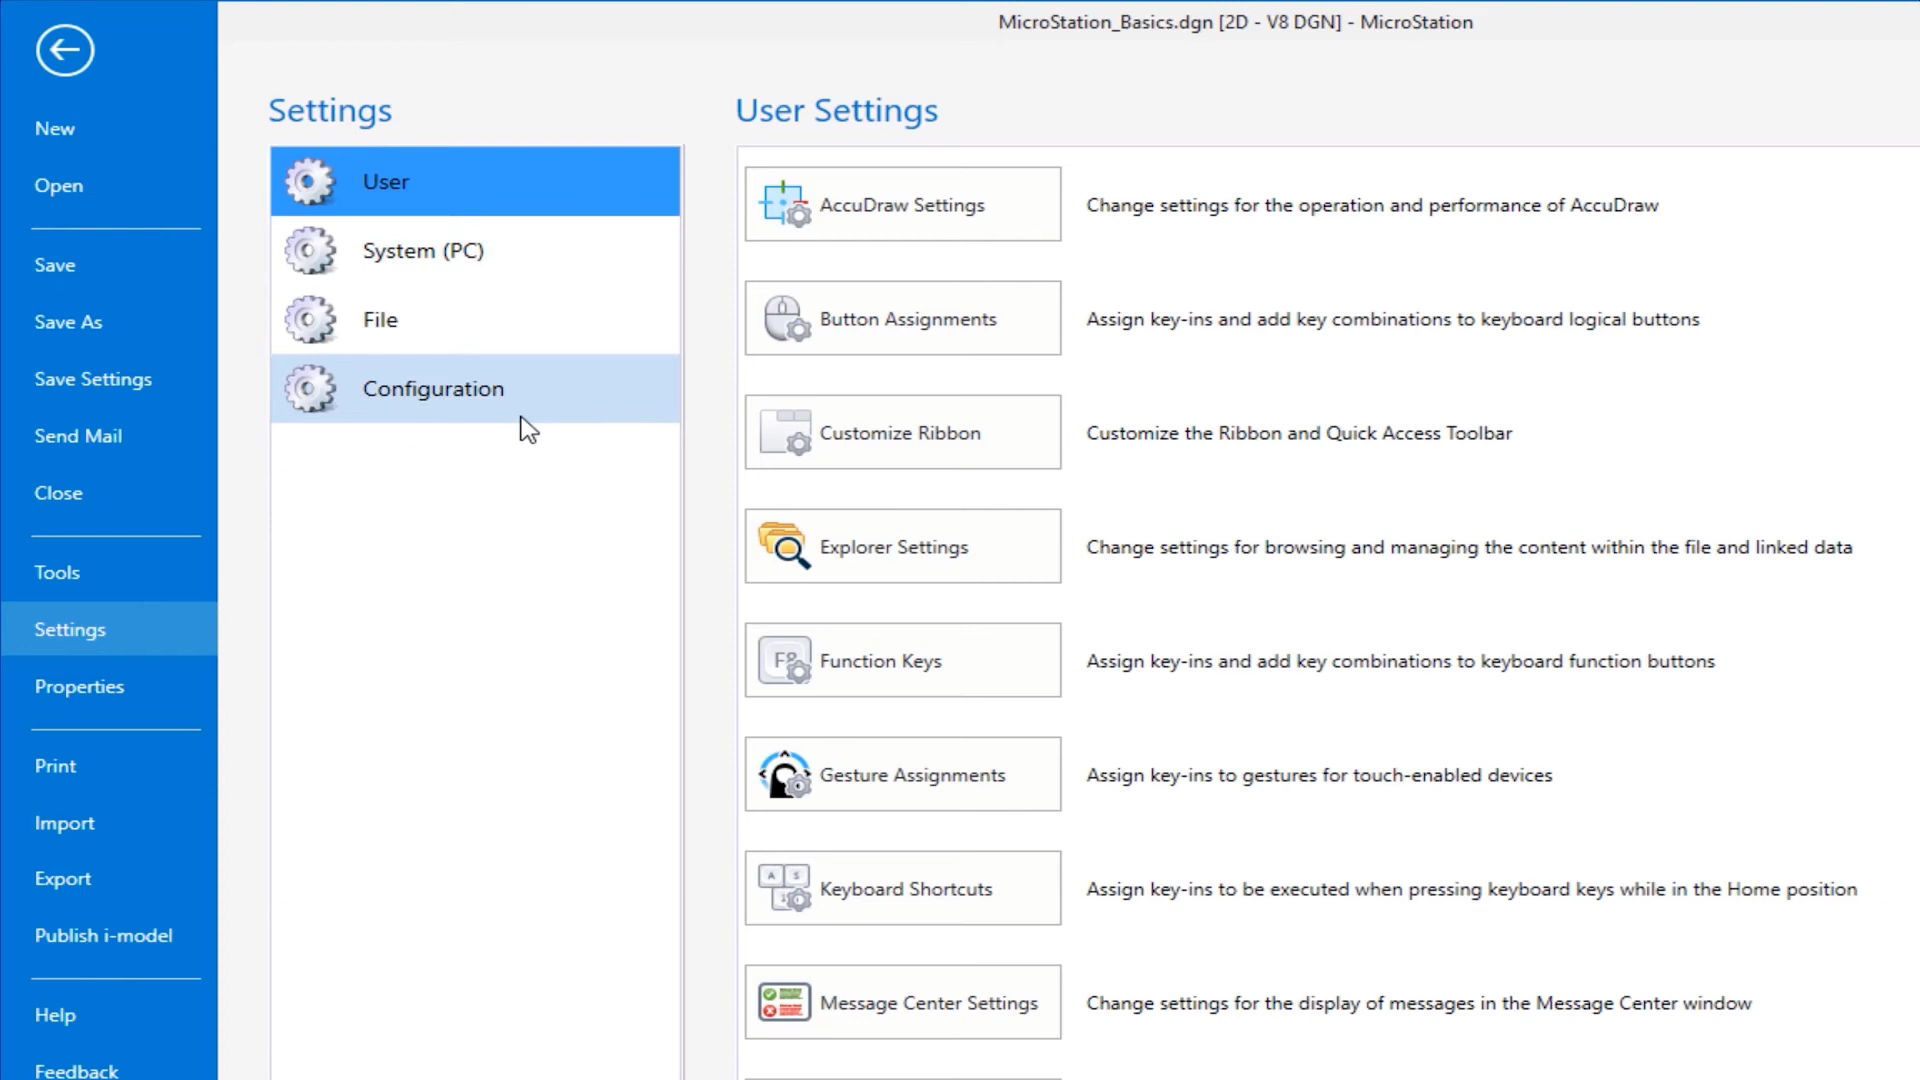 MicroStation_Basics.dgn [2D - V8 DGN] - MicroStation
New
Open
Save
Save As
Save Settings
Send Mail
Close
Tools
Settings
Properties
Print
Import
Export
Publish i-model
Help
Feedback
Settings
User
System (PC)
File
Configuration
User Settings
AccuDraw Settings Change settings for the operation and performance of AccuDraw
Button Assignments Assign key-ins and add key combinations to keyboard logical buttons
Customize Ribbon Customize the Ribbon and Quick Access Toolbar
Explorer Settings Change settings for browsing and managing the content within the file and linked data
Function Keys Assign key-ins and add key combinations to keyboard function buttons
Gesture Assignments Assign key-ins to gestures for touch-enabled devices
A S
Keyboard Shortcuts Assign key-ins to be executed when pressing keyboard keys while in the Home position
Message Center Settings Change settings for the display of messages in the Message Center window